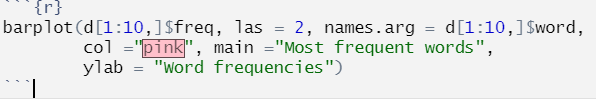 ```{r}
barplot(d[1:10,]$freq, las = 2, names.arg = d[1:10,]$word,
col ="pink", main ="Most frequent words",
ylab = "Word frequencies")
```